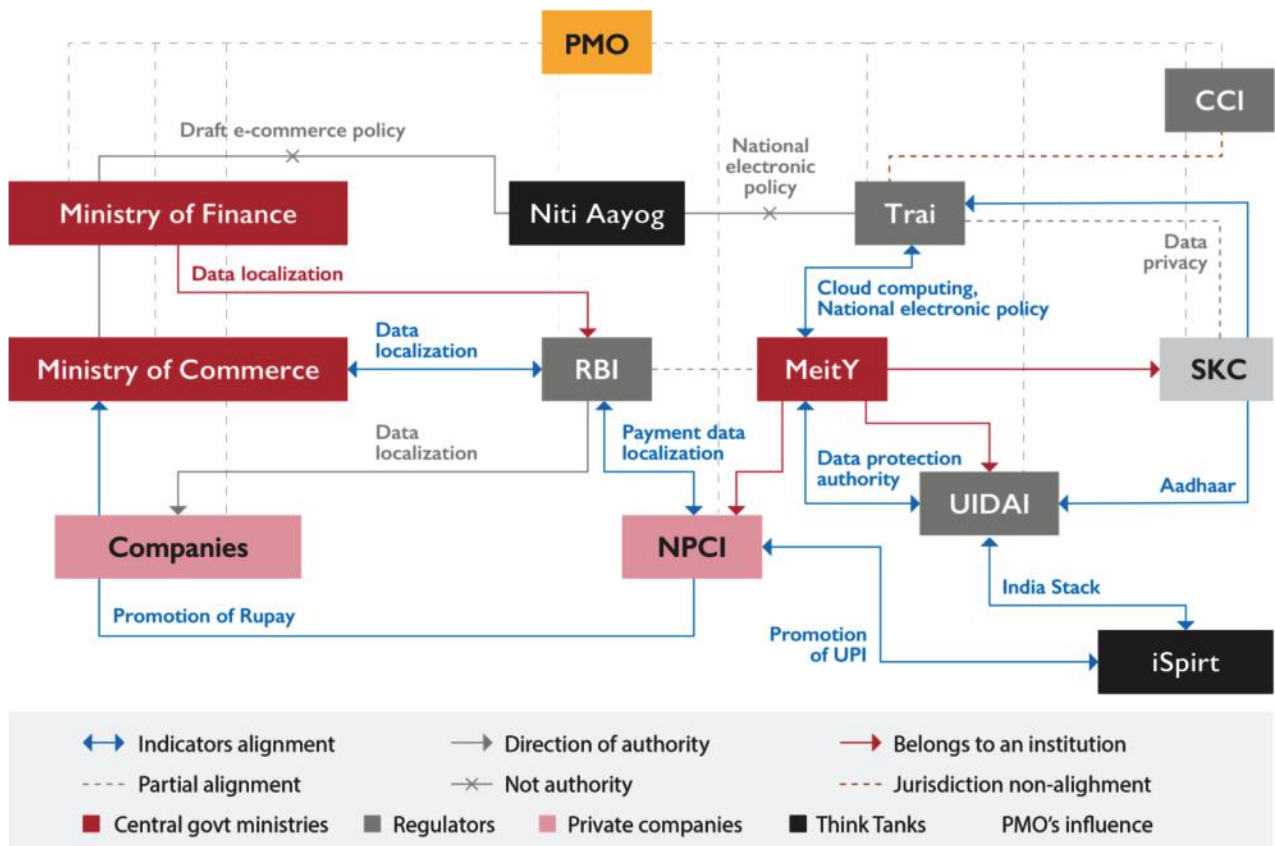 PMO
CCI
Draft e-commerce policy
National
electronic
policy
Ministry of Finance
Niti Aayog
Trai
Data
privacy
Data localization
Cloud computing,
National electronic policy
Data
localization
Ministry of Commerce
RBI
MeitY
SKC
Data
localization
Payment data
localization
Data protection
authority
Aadhaar
UIDAI
Companies
NPCI
India Stack
Promotion of Rupay
Promotion
of UPI
iSpirt
Indicators alignment
Direction of authority
Belongs to an institution
Partial alignment
Not authority
Jurisdiction non-alighment
Central govt ministries
Regulators
Private companies
Think Tanks
PMO's influence